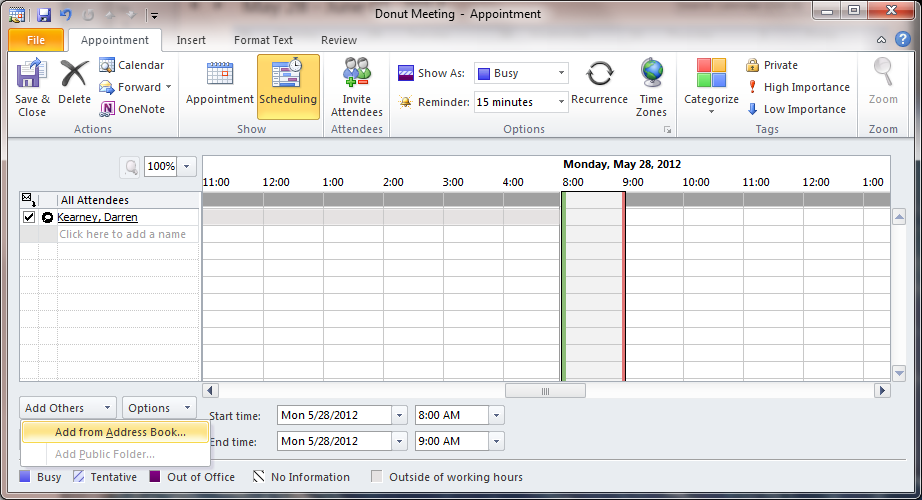 Donut Meeting - Appointment
File Appointment Insert Format Text Review
Save & Close
Delete
Calendar
Forward
OneNote
Actions
Appointment
Scheduling
Show
Invite Attendees
Attendees
Show As: Busy
Reminder: 15 minutes
Recurrence
Time Zones
Options
Categorize
Private
High Importance
Low Importance
Tags
Zoom
Zoom
100%
Monday, May 28, 2012
11:00 12:00 1:00 2:00 3:00 4:00 8:00 9:00 10:00 11:00 12:00 1:00
All Attendees
Kearney, Darren
Click here to add a name
Add Others Options
Start time: Mon 5/28/2012 8:00 AM
Add from Address Book...
End time: Mon 5/28/2012 9:00 AM
Add Public Folder...
Busy Tentative Out of Office No Information Outside of working hours